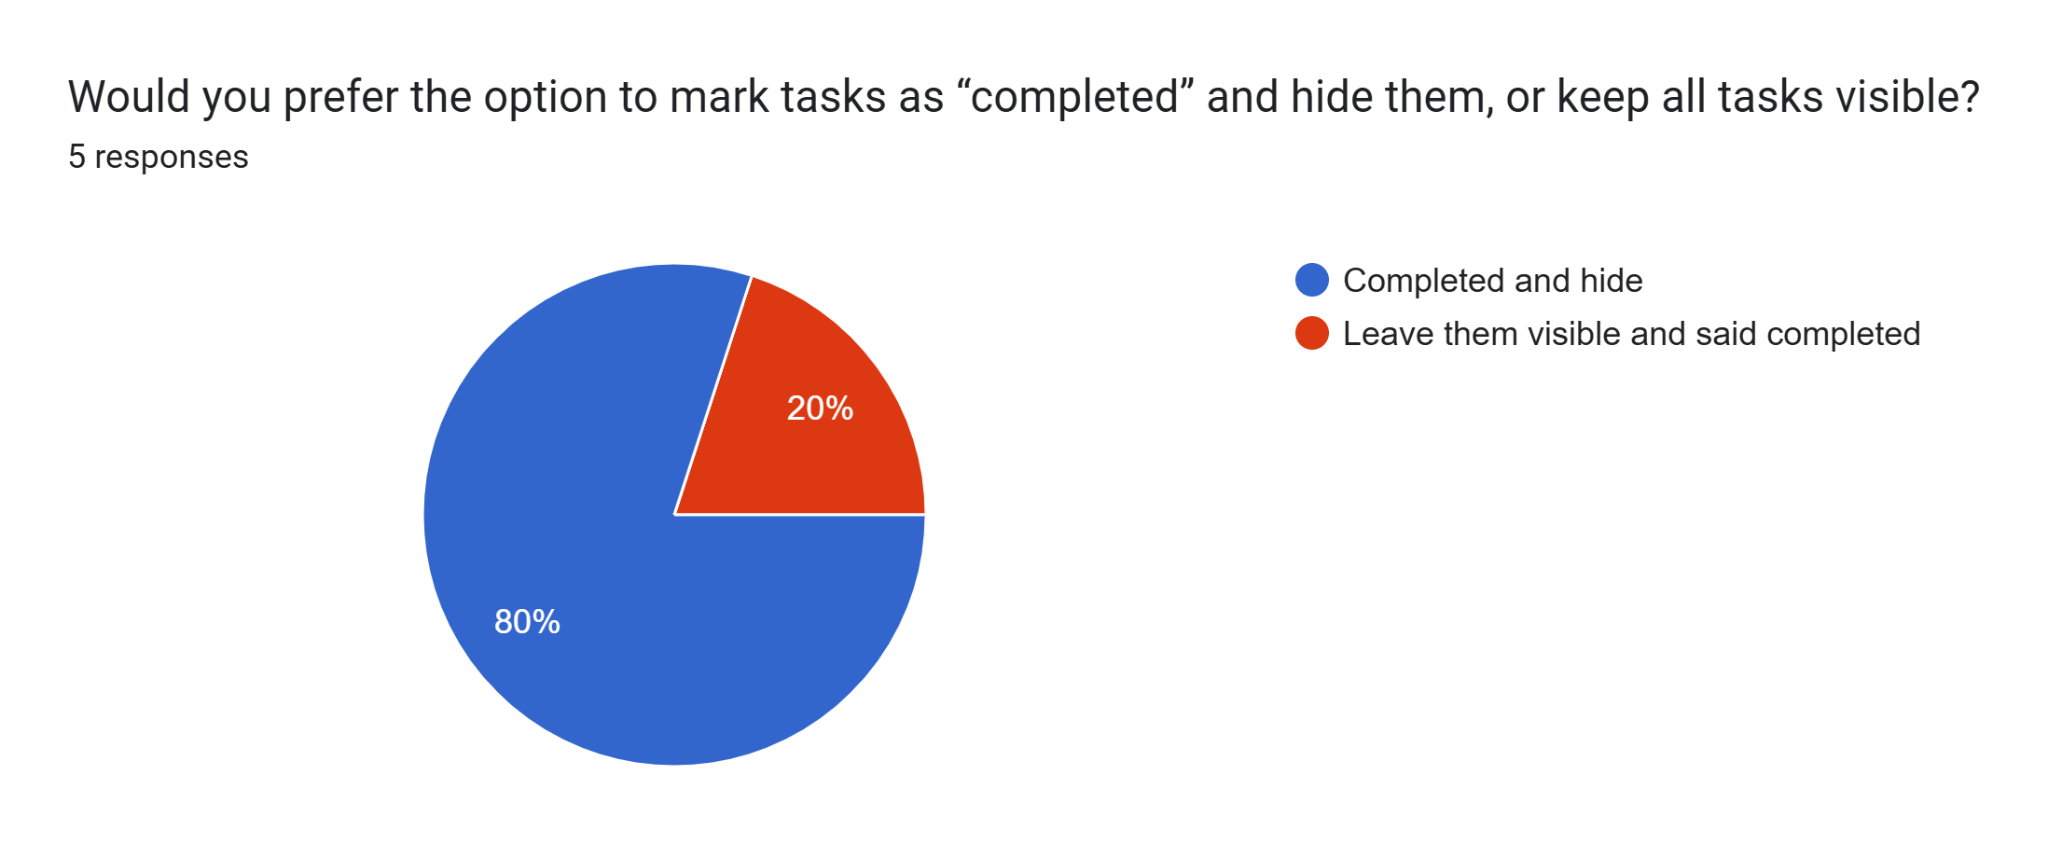 Would you prefer the option to mark tasks as “completed” and hide them, or keep all tasks visible?
5 responses
Completed and hide
Leave them visible and said completed
20%
80%